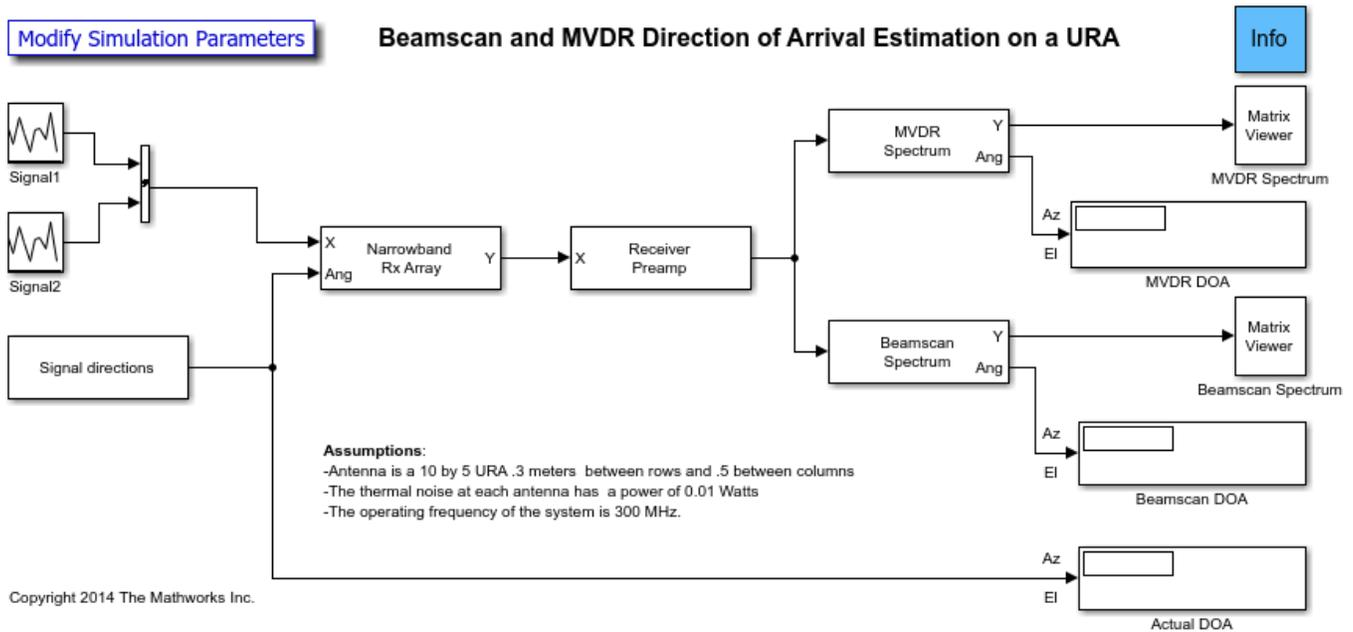 Modify Simulation Parameters
Beamscan and MVDR Direction of Arrival Estimation on a URA
Info
Signal1
Signal2
Signal directions
X
Ang
Narrowband
Rx Array
Y
X
Receiver
Preamp
MVDR
Spectrum
Y
Ang
Matrix
Viewer
MVDR Spectrum
Az
El
MVDR DOA
Beamscan
Spectrum
Y
Ang
Matrix
Viewer
Beamscan Spectrum
Az
El
Beamscan DOA
Assumptions:
-Antenna is a 10 by 5 URA .3 meters  between rows and .5 between columns
-The thermal noise at each antenna has  a power of 0.01 Watts
-The operating frequency of the system is 300 MHz.
Az
El
Actual DOA
Copyright 2014 The Mathworks Inc.